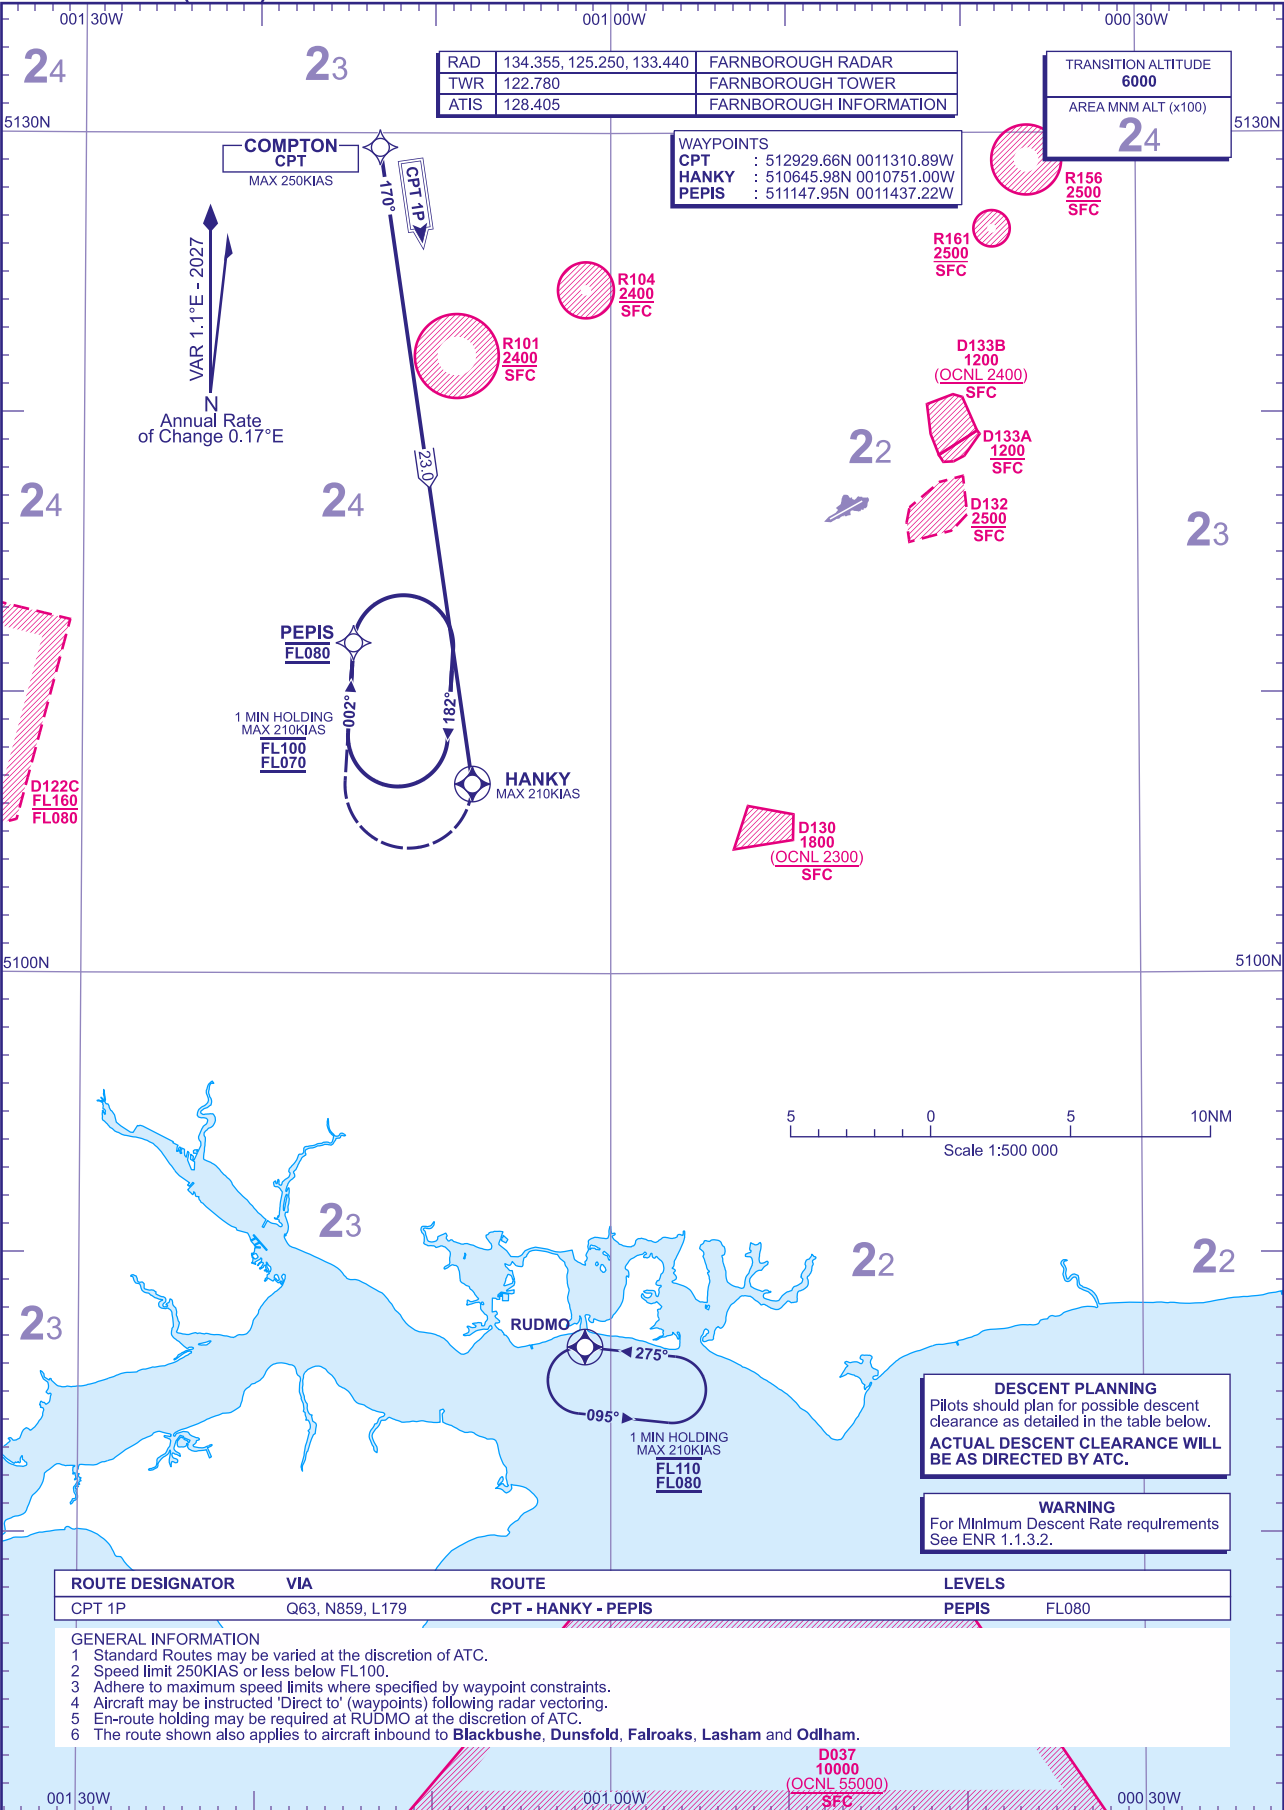 001 30W
001 00W
000 30W
24
23
RAD 134.355, 125.250, 133.440 FARNBOROUGH RADAR
TWR 122.780 FARNBOROUGH TOWER
ATIS 128.405 FARNBOROUGH INFORMATION
TRANSITION ALTITUDE
6000
AREA MNM ALT (x100)
24
5130N
5130N
COMPTON
CPT
MAX 250KIAS
170°
CPT 1P
WAYPOINTS
CPT : 512929.66N 0011310.89W
HANKY : 510645.98N 0010751.00W
PEPIS : 511147.95N 0011437.22W
R156
2500
SFC
R161
2500
SFC
VAR 1.1°E - 2027
N
Annual Rate
of Change 0.17°E
R104
2400
SFC
R101
2400
SFC
D133B
1200
(OCNL 2400)
SFC
D133A
1200
SFC
22
23.0
24
24
D132
2500
SFC
23
PEPIS
FL080
002°
182°
1 MIN HOLDING
MAX 210KIAS
FL100
FL070
HANKY
MAX 210KIAS
D122C
FL160
FL080
D130
1800
(OCNL 2300)
SFC
5100N
5100N
5 0 5 10NM
Scale 1:500 000
23
22
22
23
RUDMO
275°
095°
1 MIN HOLDING
MAX 210KIAS
FL110
FL080
DESCENT PLANNING
Pilots should plan for possible descent
clearance as detailed in the table below.
ACTUAL DESCENT CLEARANCE WILL
BE AS DIRECTED BY ATC.
WARNING
For Minimum Descent Rate requirements
See ENR 1.1.3.2.
ROUTE DESIGNATOR VIA ROUTE LEVELS
CPT 1P Q63, N859, L179 CPT - HANKY - PEPIS PEPIS FL080
GENERAL INFORMATION
1 Standard Routes may be varied at the discretion of ATC.
2 Speed limit 250KIAS or less below FL100.
3 Adhere to maximum speed limits where specified by waypoint constraints.
4 Aircraft may be instructed 'Direct to' (waypoints) following radar vectoring.
5 En-route holding may be required at RUDMO at the discretion of ATC.
6 The route shown also applies to aircraft inbound to Blackbushe, Dunsfold, Fairoaks, Lasham and Odiham.
D037
10000
(OCNL 55000)
SFC
001 30W
001 00W
000 30W